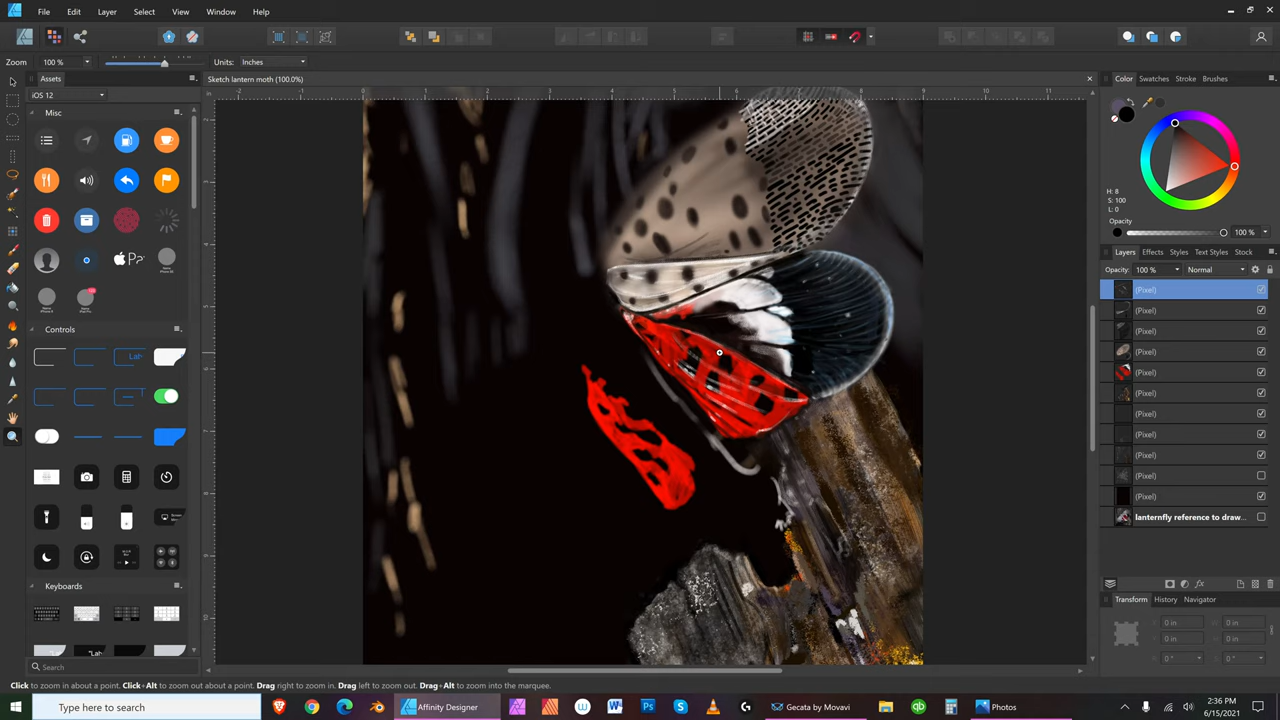 File Edit Layer Select View Window Help
Zoom 100 % Units: Inches
Assets
Sketch lantern moth (100.0%)
iOS 12
Misc
Pro
Controls
Keyboards
Search
Color Swatches Stroke Brushes
H: 8
S: 100
L: 0
Opacity
100 %
Layers Effects Styles Text Styles Stock
Opacity: 100 % Normal
(Pixel)
(Pixel)
(Pixel)
(Pixel)
(Pixel)
(Pixel)
(Pixel)
(Pixel)
(Pixel)
(Pixel)
(Pixel)
lanternfly reference to draw...
Transform History Navigator
0 in 0 in
0 in 0 in
0 ° 0 °
Click to zoom in about a point. Click+Alt to zoom out about a point. Drag right to zoom in. Drag left to zoom out. Drag+Alt to zoom into the marquee.
Type here to search
Affinity Designer
Gecata by Movavi
Photos
2:36 PM
6/15/2021